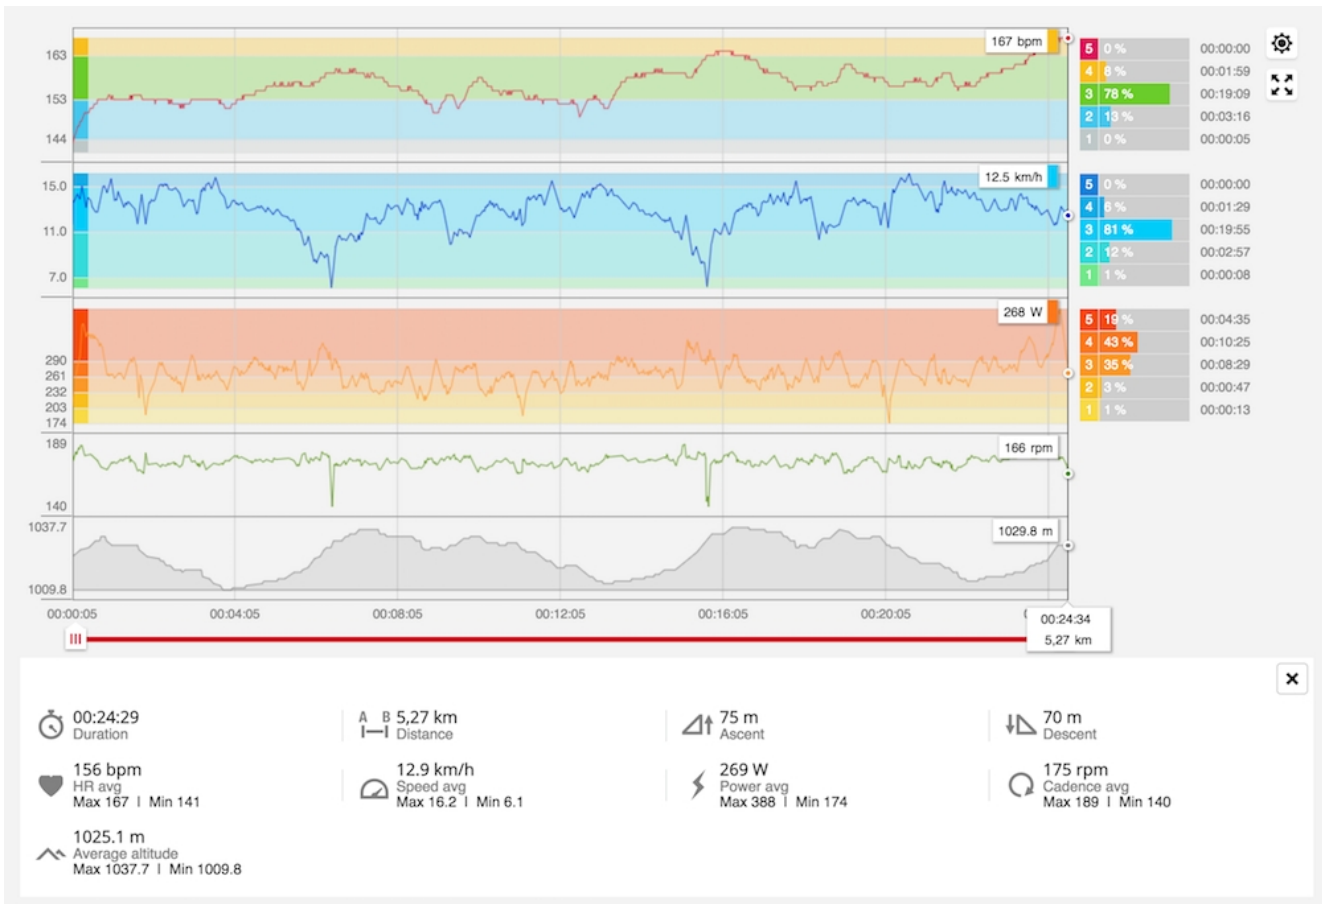 163
153
144
167 bpm
5 0 % 00:00:00
4 8 % 00:01:59
3 78 % 00:19:09
2 13 % 00:03:16
1 0 % 00:00:05
15.0
11.0
7.0
12.5 km/h
5 0 % 00:00:00
4 6 % 00:01:29
3 81 % 00:19:55
2 12 % 00:02:57
1 1 % 00:00:08
290
261
232
203
174
268 W
5 19 % 00:04:35
4 43 % 00:10:25
3 35 % 00:08:29
2 3 % 00:00:47
1 1 % 00:00:13
189
140
166 rpm
1037.7
1009.8
1029.8 m
00:00:05 00:04:05 00:08:05 00:12:05 00:16:05 00:20:05
00:24:34
5,27 km
00:24:29
Duration
A B 5,27 km
Distance
75 m
Ascent
70 m
Descent
156 bpm
HR avg
Max 167 | Min 141
12.9 km/h
Speed avg
Max 16.2 | Min 6.1
269 W
Power avg
Max 388 | Min 174
175 rpm
Cadence avg
Max 189 | Min 140
1025.1 m
Average altitude
Max 1037.7 | Min 1009.8